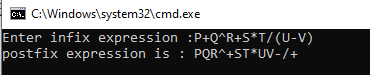 C:\Windows\system32\cmd.exe
Enter infix expression :P+Q^R+S*T/(U-V)
postfix expression is : PQR^+ST*UV-/+